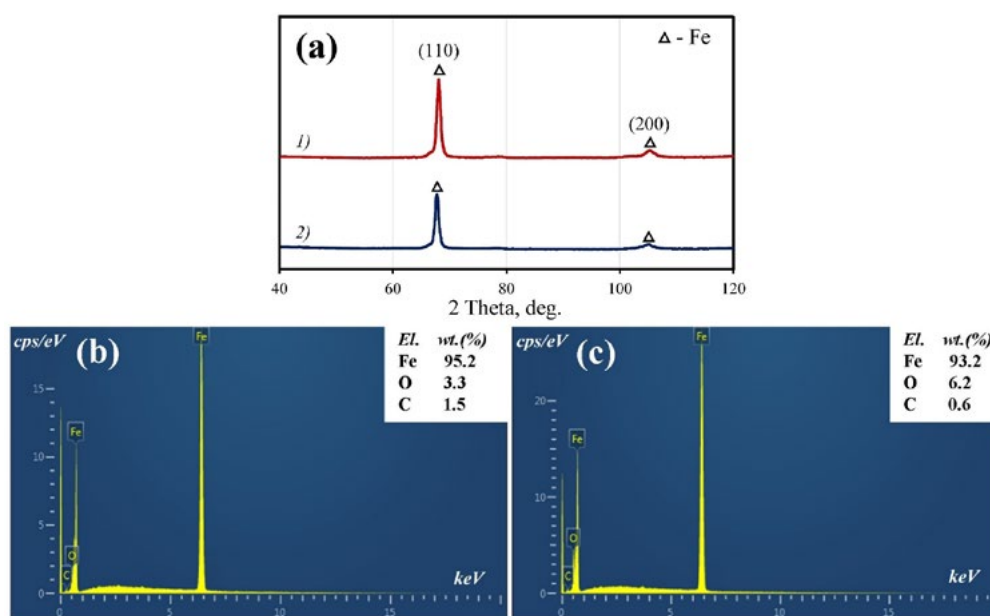 (a)
Δ - Fe
(110)
Δ
(200)
Δ
1)
Δ
Δ
2)
40 60 80 100 120
2 Theta, deg.
cps/eV
(b)
Fe
El. wt.(%)
Fe 95.2
O 3.3
C 1.5
15
10
5
0
Fe
O
C
keV
0 5 10 15
cps/eV
(c)
Fe
El. wt.(%)
Fe 93.2
O 6.2
C 0.6
20
10
0
Fe
O
C
keV
0 5 10 15